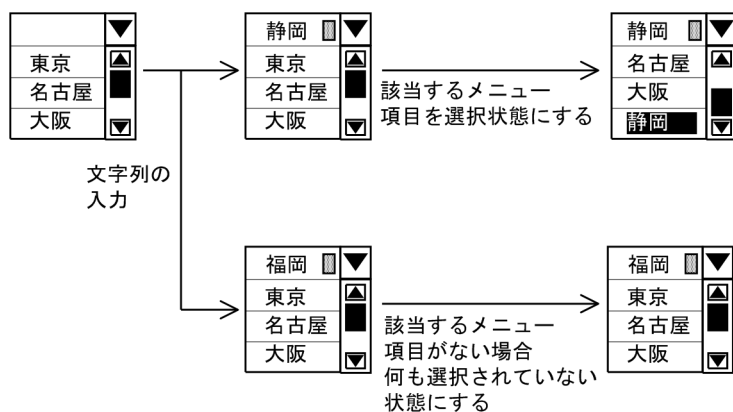 東京
名古屋
大阪
文字列の
入力
静岡
東京
名古屋
大阪
該当するメニュー
項目を選択状態にする
静岡
名古屋
大阪
静岡
福岡
東京
名古屋
大阪
該当するメニュー
項目がない場合
何も選択されていない
状態にする
福岡
東京
名古屋
大阪